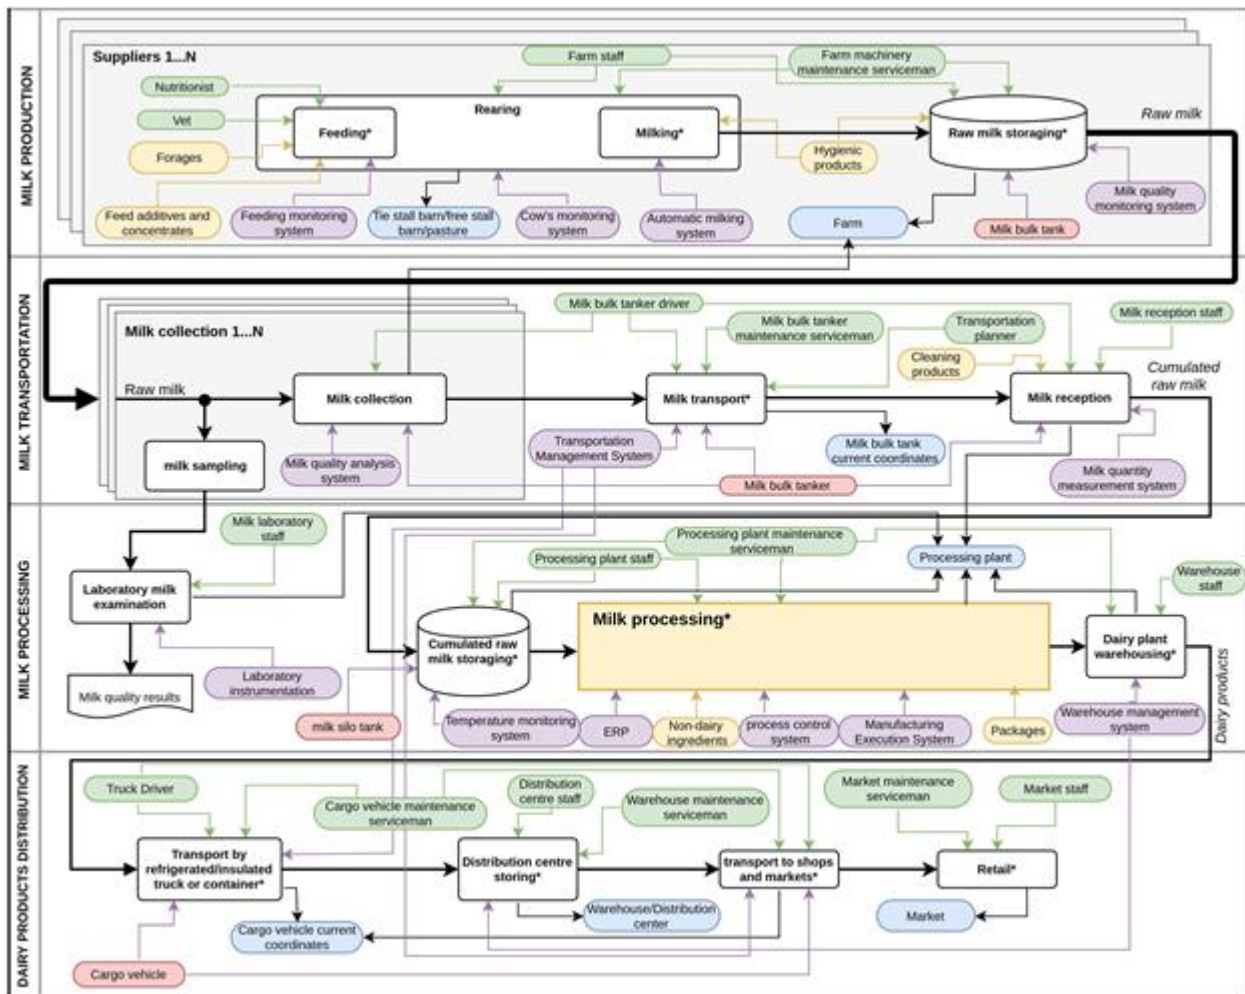 MILK PRODUCTION
Suppliers 1...N
Farm staff
Farm machinery
maintenance serviceman
Nutritionist
Vet
Forages
Rearing
Feeding*
Milking*
Hygienic
products
Raw milk storaging*
Raw milk
Feed additives and
concentrates
Feeding monitoring
system
Tie stall barn/free stall
barn/pasture
Cow's monitoring
system
Automatic milking
system
Farm
Milk bulk tank
Milk quality
monitoring system
MILK TRANSPORTATION
Milk collection 1...N
Milk bulk tanker driver
Milk bulk tanker
maintenance serviceman
Transportation
planner
Milk reception staff
Cleaning
products
Cumulated
raw milk
Raw milk
Milk collection
Milk transport*
Milk reception
milk sampling
Milk quality analysis
system
Transportation
Management System
Milk bulk tanker
Milk bulk tank
current coordinates
Milk quantity
measurement system
MILK PROCESSING
Milk laboratory
staff
Processing plant staff
Processing plant maintenance
serviceman
Processing plant
Warehouse
staff
Laboratory milk
examination
Milk processing*
Cumulated raw
milk storaging*
Dairy plant
warehousing*
Milk quality results
Laboratory
instrumentation
milk silo tank
Temperature monitoring
system
ERP
Non-dairy
ingredients
process control
system
Manufacturing
Execution System
Packages
Warehouse management
system
Dairy products
DAIRY PRODUCTS DISTRIBUTION
Truck Driver
Cargo vehicle maintenance
serviceman
Distribution
centre staff
Warehouse maintenance
serviceman
Market maintenance
serviceman
Market staff
Transport by
refrigerated/insulated
truck or container*
Distribution centre
storing*
transport to shops
and markets*
Retail*
Cargo vehicle current
coordinates
Warehouse/Distribution
center
Market
Cargo vehicle